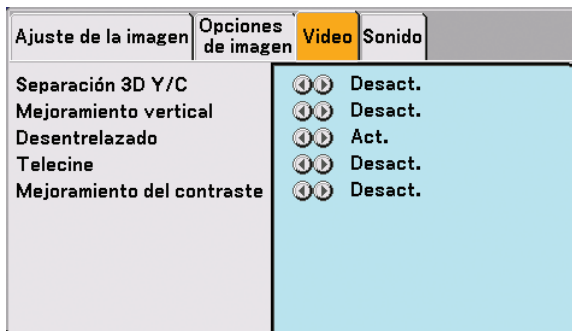 Ajuste de la imagen
Opciones
de imagen
Video
Sonido
Separación 3D Y/C Desact.
Mejoramiento vertical Desact.
Desentrelazado Act.
Telecine Desact.
Mejoramiento del contraste Desact.